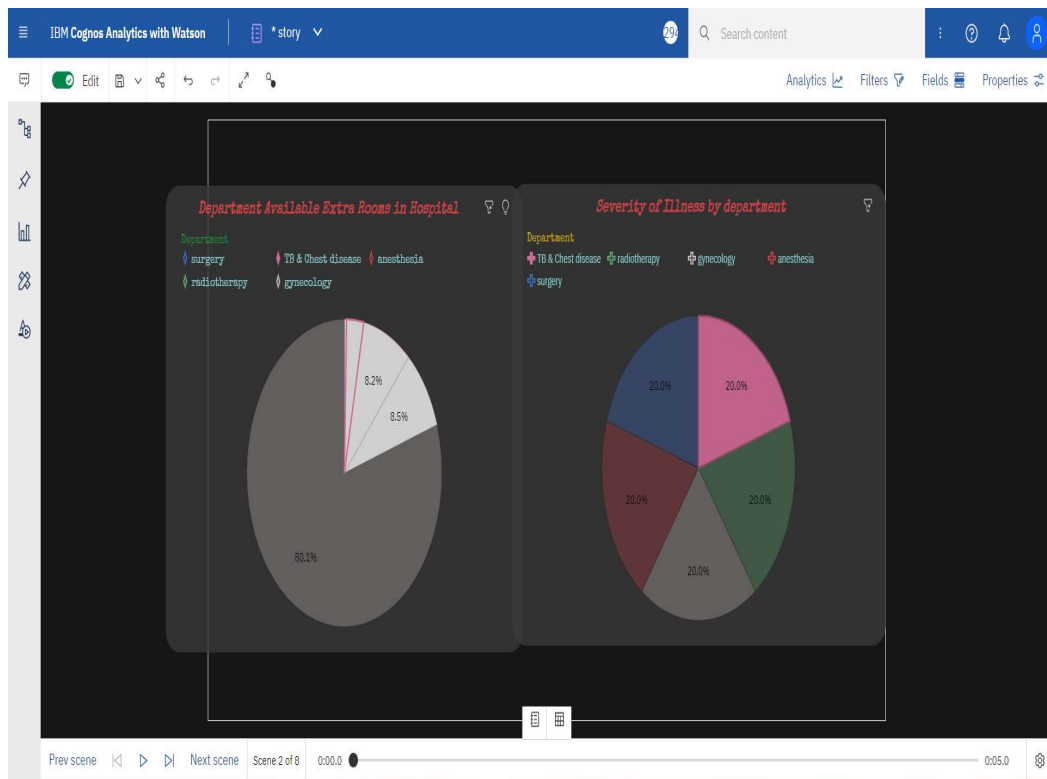 IBM Cognos Analytics with Watson * story 294 Search content
Edit Analytics Filters Fields Properties
Department Available Extra Rooms in Hospital
Department
surgery TB & Chest disease anesthesia
radiotherapy gynecology
8.2%
8.5%
80.1%
Severity of Illness by department
Department
TB & Chest disease radiotherapy gynecology anesthesia
surgery
20.0% 20.0%
20.0% 20.0%
20.0%
Prev scene Next scene Scene 2 of 8 0:00.0 0:05.0